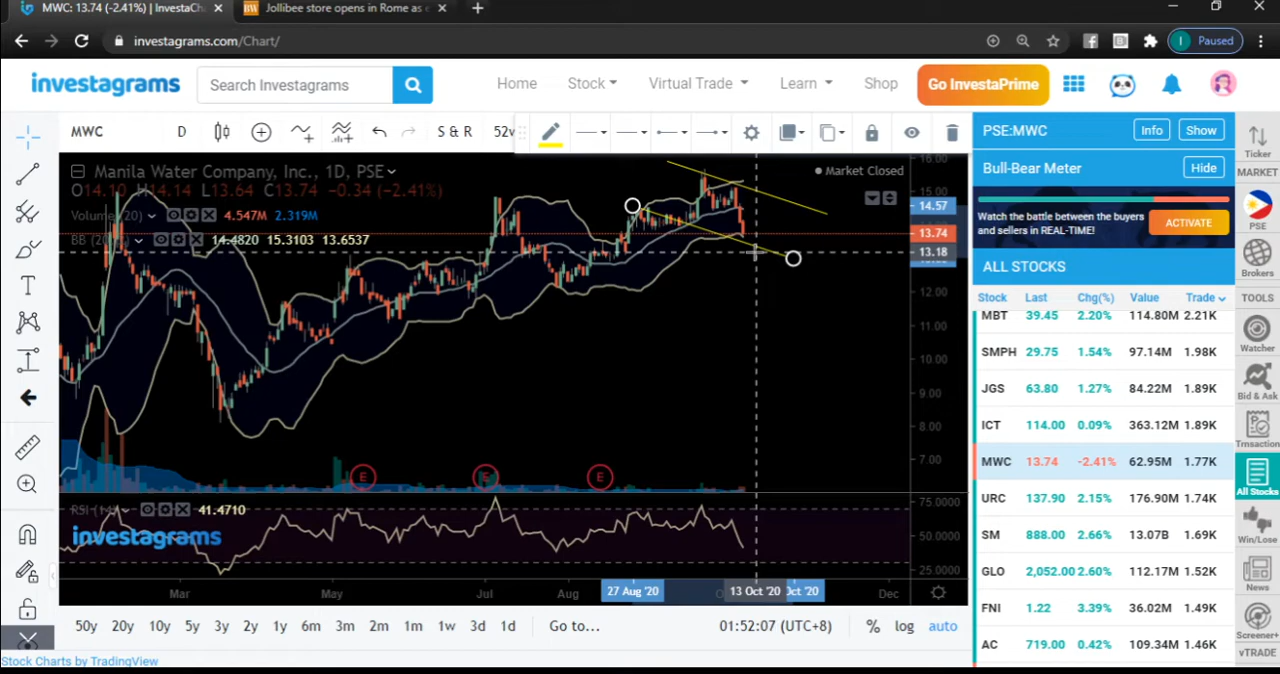 MWC: 13.74 (-2.41%) | InvestaCh
Jollibee store opens in Rome as
investagrams.com/Chart/
Paused
investagrams
Search Investagrams
Home
Stock
Virtual Trade
Learn
Shop
Go InvestaPrime
MWC
D
S & R
52v
Manila Water Company, Inc., 1D, PSE
Market Closed
O14.10 H14.14 L13.64 C13.74 -0.34 (-2.41%)
Volume (20)
4.547M 2.319M
14.4820 15.3103 13.6537
16.00
15.00
14.57
13.74
13.18
12.00
11.00
10.00
9.00
8.00
7.00
E
E
E
RSI (14)
41.4710
investagrams
75.0000
50.0000
25.0000
Mar
May
Jul
Aug
27 Aug '20
13 Oct '20
Oct '20
Dec
50y 20y 10y 5y 3y 2y 1y 6m 3m 2m 1m 1w 3d 1d Go to...
01:52:07 (UTC+8)
% log auto
Stock Charts by TradingView
PSE:MWC
Info
Show
Bull-Bear Meter
Hide
Watch the battle between the buyers
and sellers in REAL-TIME!
ACTIVATE
ALL STOCKS
Stock Last Chg(%) Value Trade
MBT 39.45 2.20% 114.80M 2.21K
SMPH 29.75 1.54% 97.14M 1.98K
JGS 63.80 1.27% 84.22M 1.89K
ICT 114.00 0.09% 363.12M 1.89K
MWC 13.74 -2.41% 62.95M 1.77K
URC 137.90 2.15% 176.90M 1.74K
SM 888.00 2.66% 13.07B 1.69K
GLO 2,052.00 2.60% 112.17M 1.52K
FNI 1.22 3.39% 36.02M 1.49K
AC 719.00 0.42% 109.34M 1.46K
Ticker
MARKET
PSE
Brokers
TOOLS
Watcher
Bid & Ask
Trnsaction
All Stocks
Win/Lose
News
Screener+
vTRADE